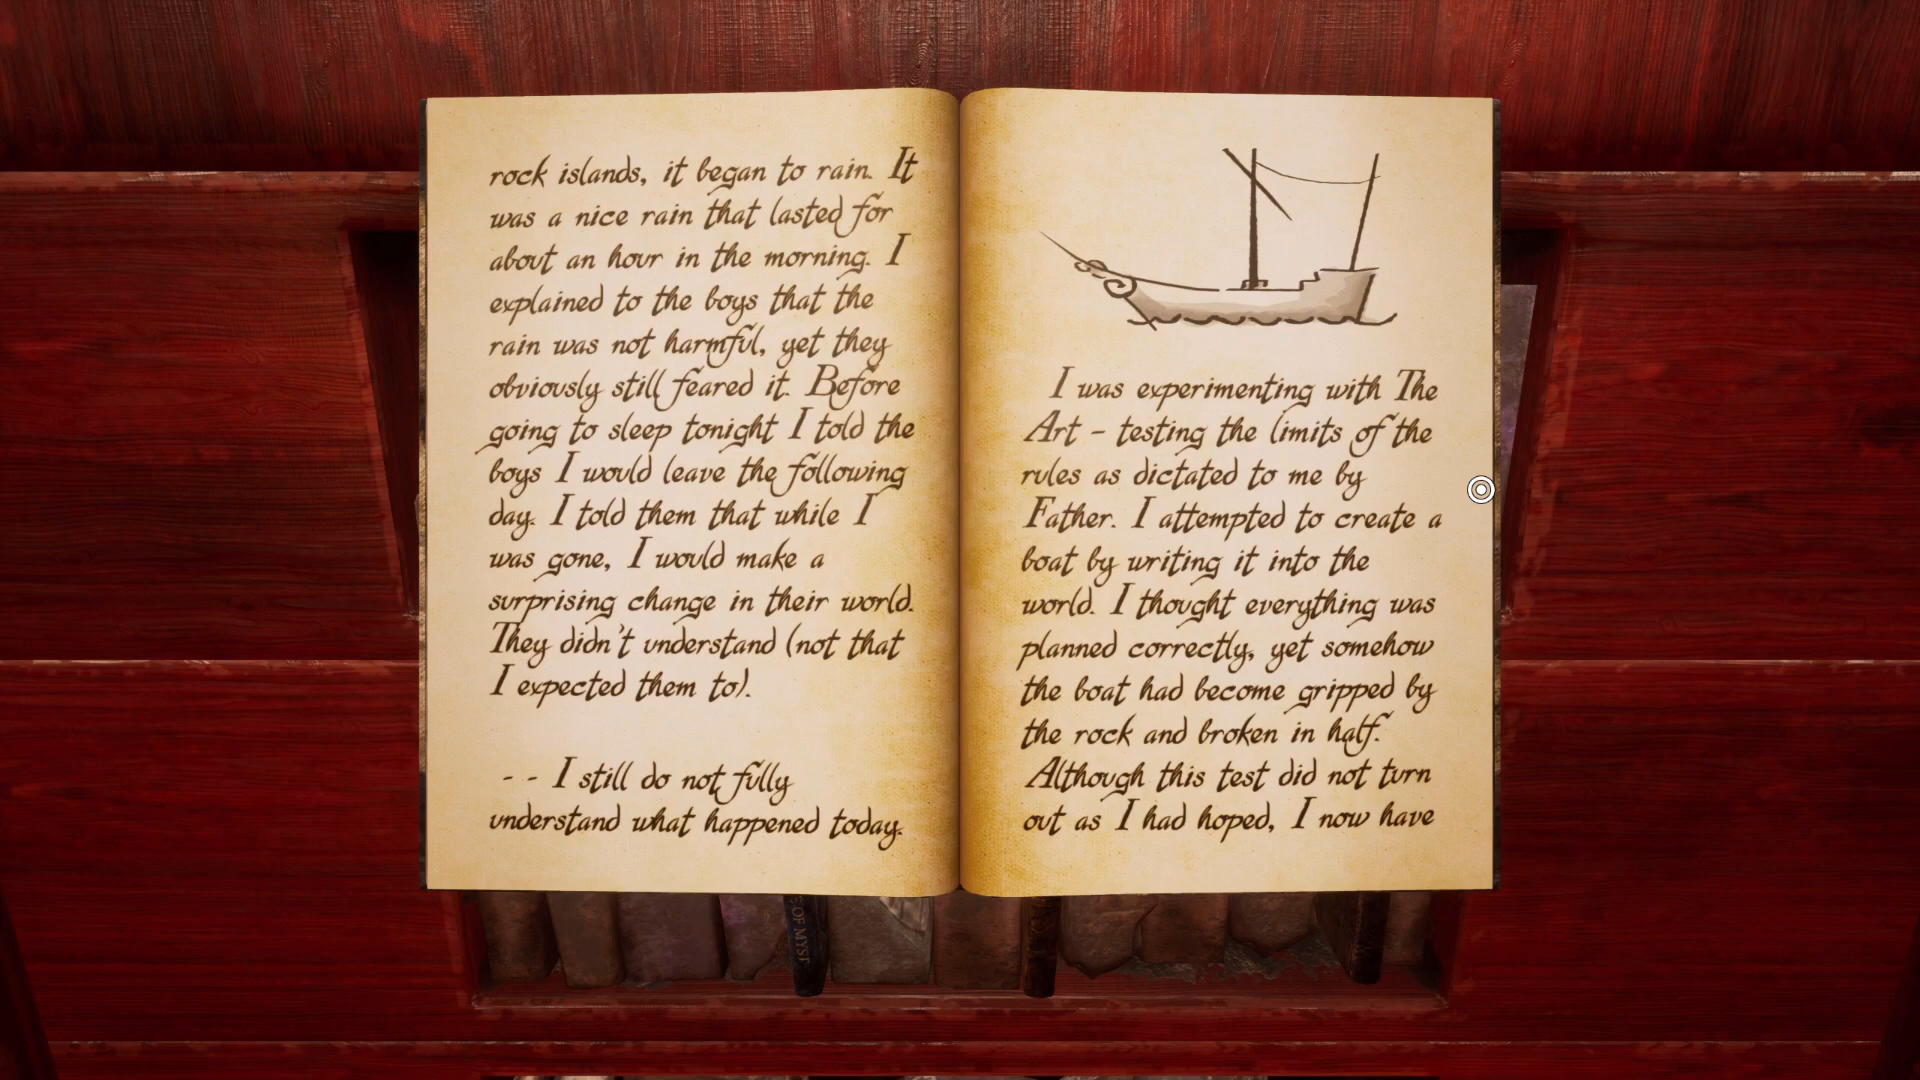 rock islands, it began to rain. It
was a nice rain that lasted for
about an hour in the morning. I
explained to the boys that the
rain was not harmful, yet they
obviously still feared it. Before
going to sleep tonight I told the
boys I would leave the following
day. I told them that while I
was gone, I would make a
surprising change in their world.
They didn't understand (not that
I expected them to).
- - I still do not fully
understand what happened today.
I was experimenting with The
Art - testing the limits of the
rules as dictated to me by
Father. I attempted to create a
boat by writing it into the
world. I thought everything was
planned correctly, yet somehow
the boat had become gripped by
the rock and broken in half.
Although this test did not turn
out as I had hoped, I now have
OF MYST